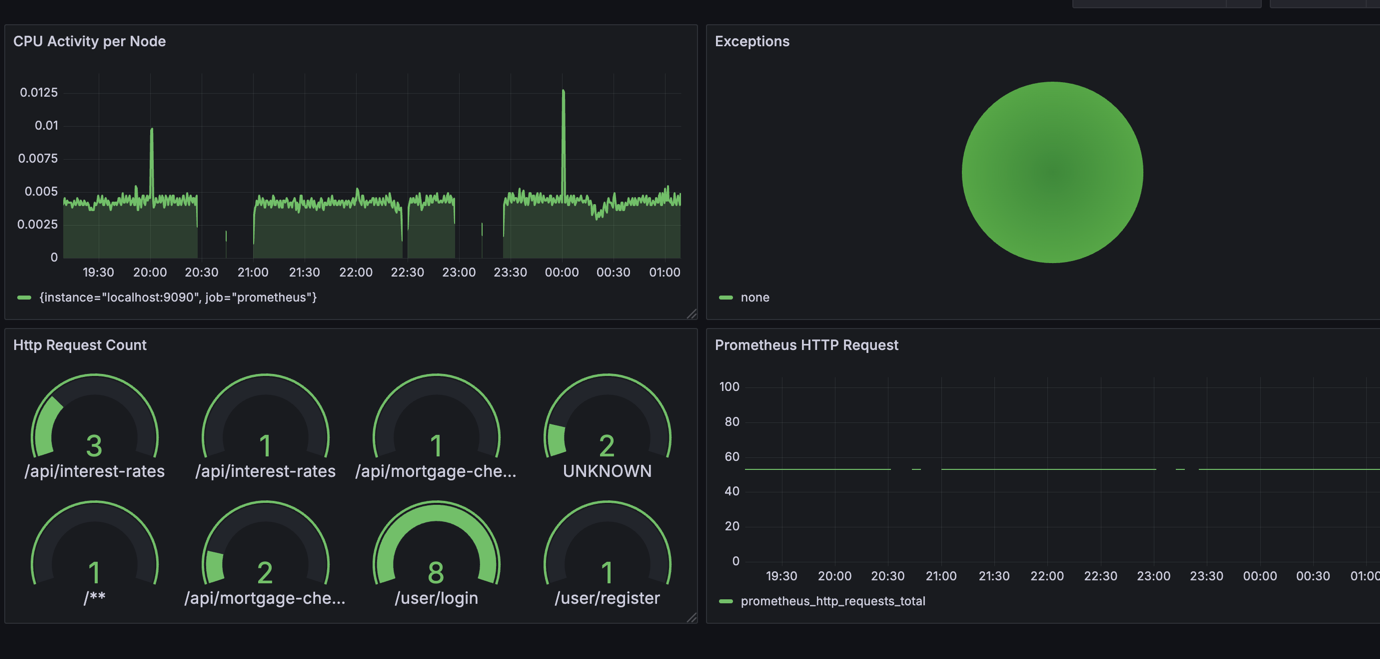 CPU Activity per Node
0.0125
0.01
0.0075
0.005
0.0025
0
19:30 20:00 20:30 21:00 21:30 22:00 22:30 23:00 23:30 00:00 00:30 01:00
{instance="localhost:9090", job="prometheus"}
Exceptions
none
Http Request Count
3 1 1 2
/api/interest-rates /api/interest-rates /api/mortgage-che... UNKNOWN
1 2 8 1
/** /api/mortgage-che... /user/login /user/register
Prometheus HTTP Request
100
80
60
40
20
0
19:30 20:00 20:30 21:00 21:30 22:00 22:30 23:00 23:30 00:00 00:30 01:00
prometheus_http_requests_total